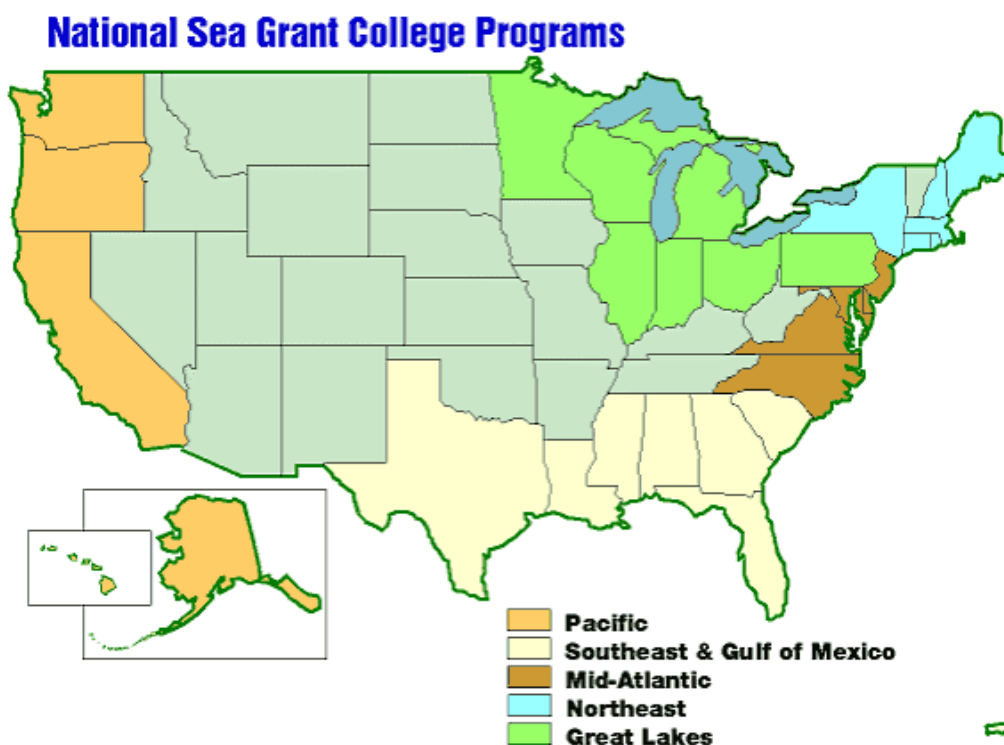 National Sea Grant College Programs
Pacific
Southeast & Gulf of Mexico
Mid-Atlantic
Northeast
Great Lakes